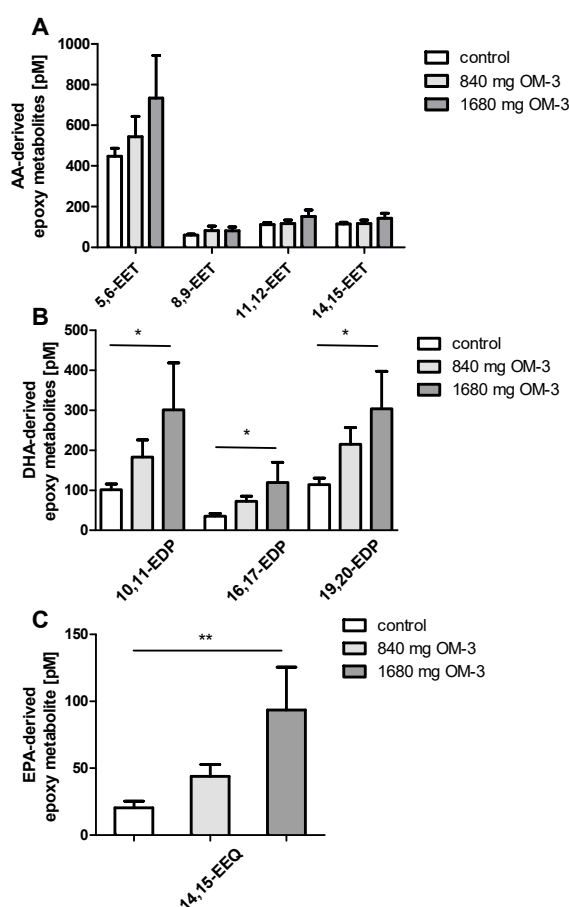 A
AA-derived
epoxy metabolites [pM]
1000
800
600
400
200
0
5,6-EET
8,9-EET
11,12-EET
14,15-EET
control
840 mg OM-3
1680 mg OM-3
B
DHA-derived
epoxy metabolites [pM]
500
400
300
200
100
0
*
*
*
10,11-EDP
16,17-EDP
19,20-EDP
control
840 mg OM-3
1680 mg OM-3
C
EPA-derived
epoxy metabolite [pM]
150
100
50
0
**
14,15-EEQ
control
840 mg OM-3
1680 mg OM-3